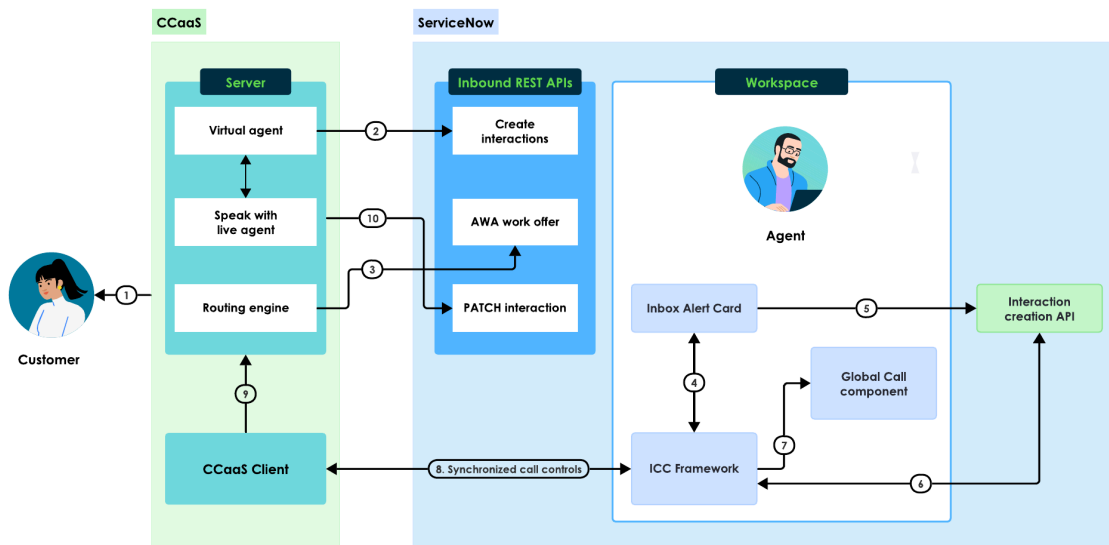 CCaaS
ServiceNow
Server
Inbound REST APIs
Workspace
Virtual agent
2
Create
interactions
Speak with
live agent
10
AWA work offer
Agent
3
1
Routing engine
PATCH interaction
Inbox Alert Card
5
Interaction
creation API
Customer
9
4
Global Call
component
7
CCaaS Client
8. Synchronized call controls
ICC Framework
6